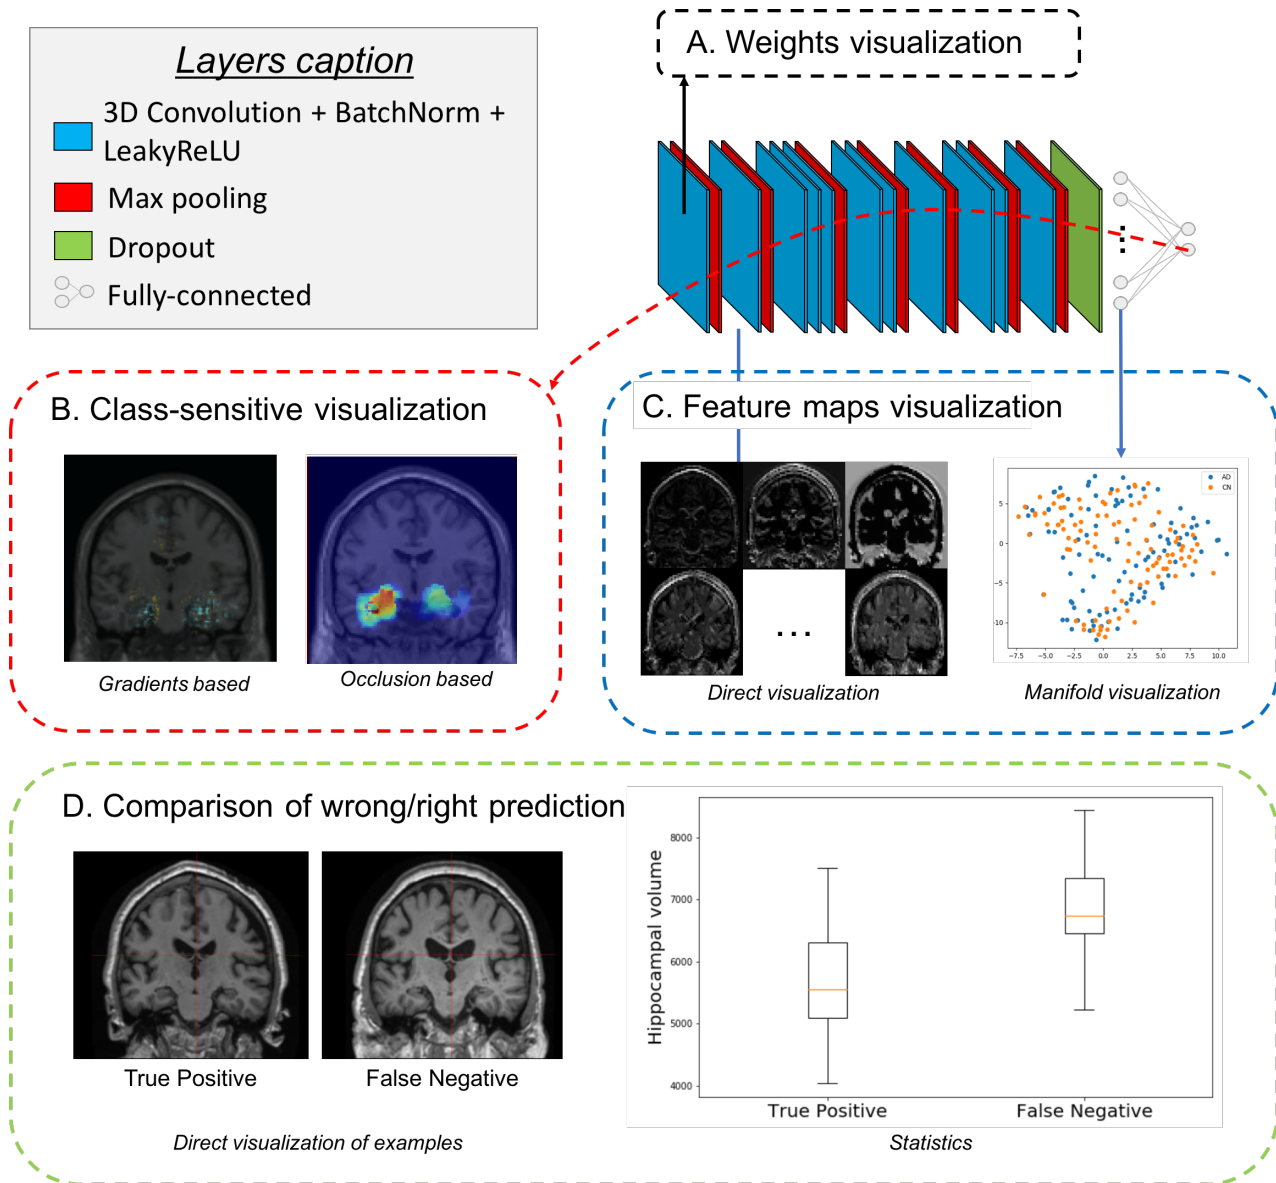 Layers caption
3D Convolution + BatchNorm +
LeakyReLU
Max pooling
Dropout
Fully-connected
A. Weights visualization
B. Class-sensitive visualization
Gradients based
Occlusion based
C. Feature maps visualization
...
Direct visualization
AD
CN
5
0
−5
−10
−7.5 −5.0 −2.5 0.0 2.5 5.0 7.5 10.0
Manifold visualization
D. Comparison of wrong/right prediction
True Positive
False Negative
Direct visualization of examples
Hippocampal volume
8000
7000
6000
5000
4000
True Positive
False Negative
Statistics